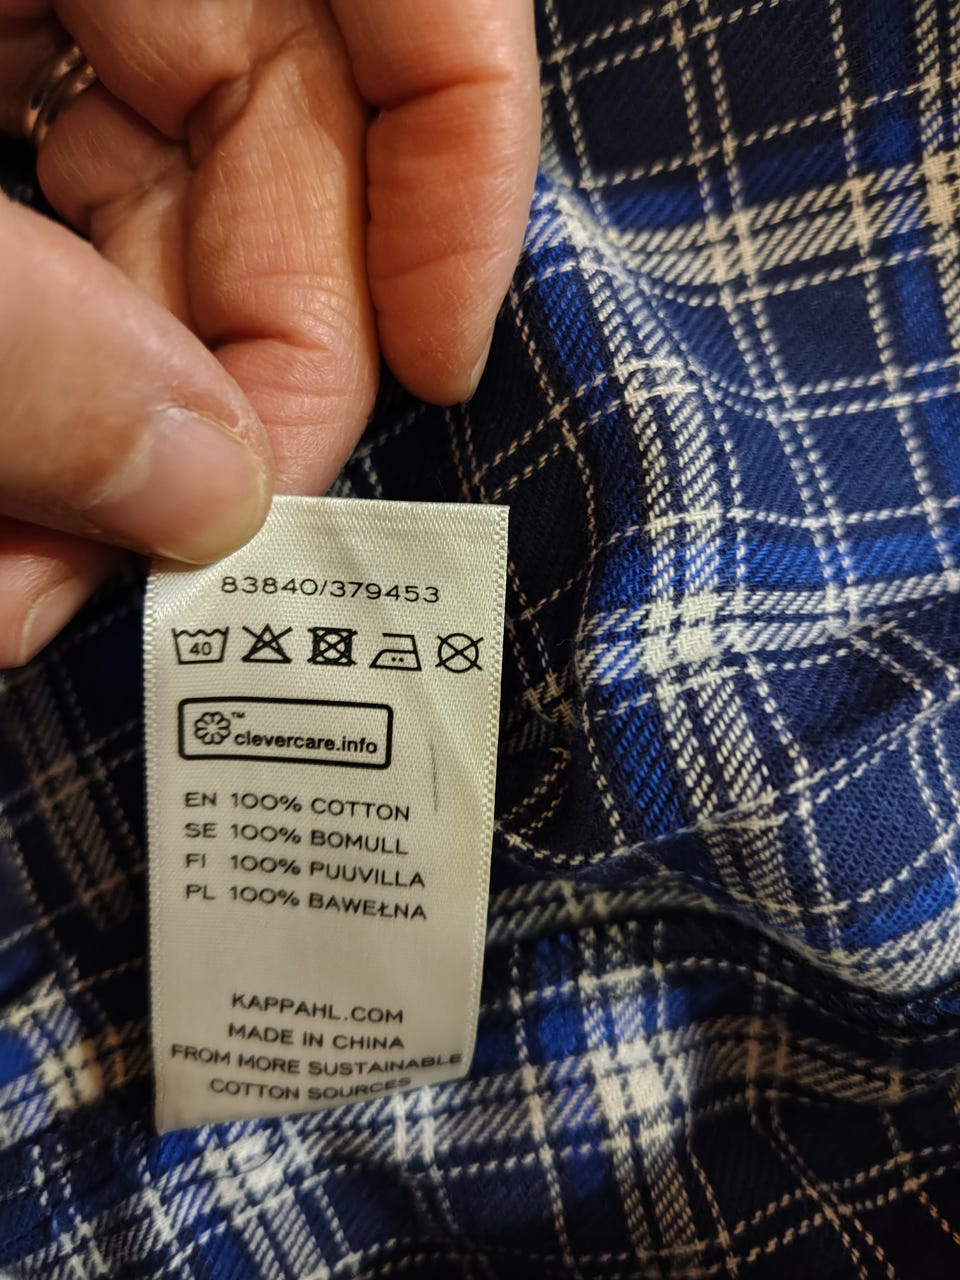 83840/379453
40
™
clevercare.info
EN 100% COTTON
SE 100% BOMULL
FI 100% PUUVILLA
PL 100% BAWEŁNA
KAPPAHL.COM
MADE IN CHINA
FROM MORE SUSTAINABLE
COTTON SOURCES